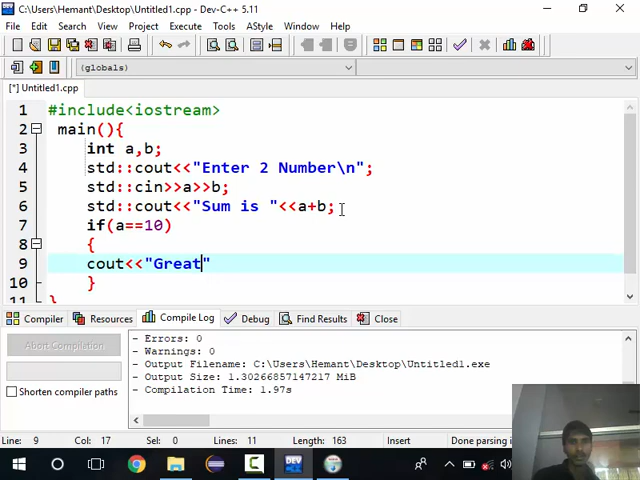 C:\Users\Hemant\Desktop\Untitled1.cpp - Dev-C++ 5.11
File Edit Search View Project Execute Tools AStyle Window Help
(globals)
[*] Untitled1.cpp
1 #include<iostream>
2 main(){
3 int a,b;
4 std::cout<<"Enter 2 Number\n";
5 std::cin>>a>>b;
6 std::cout<<"Sum is "<<a+b;
7 if(a==10)
8 {
9 cout<<"Great"
10 }
11 }
Compiler Resources Compile Log Debug Find Results Close
Abort Compilation
Shorten compiler paths
- Errors: 0
- Warnings: 0
- Output Filename: C:\Users\Hemant\Desktop\Untitled1.exe
- Output Size: 1.30266857147217 MiB
- Compilation Time: 1.97s
Line: 9 Col: 17 Sel: 0 Lines: 11 Length: 163 Insert Done parsing i